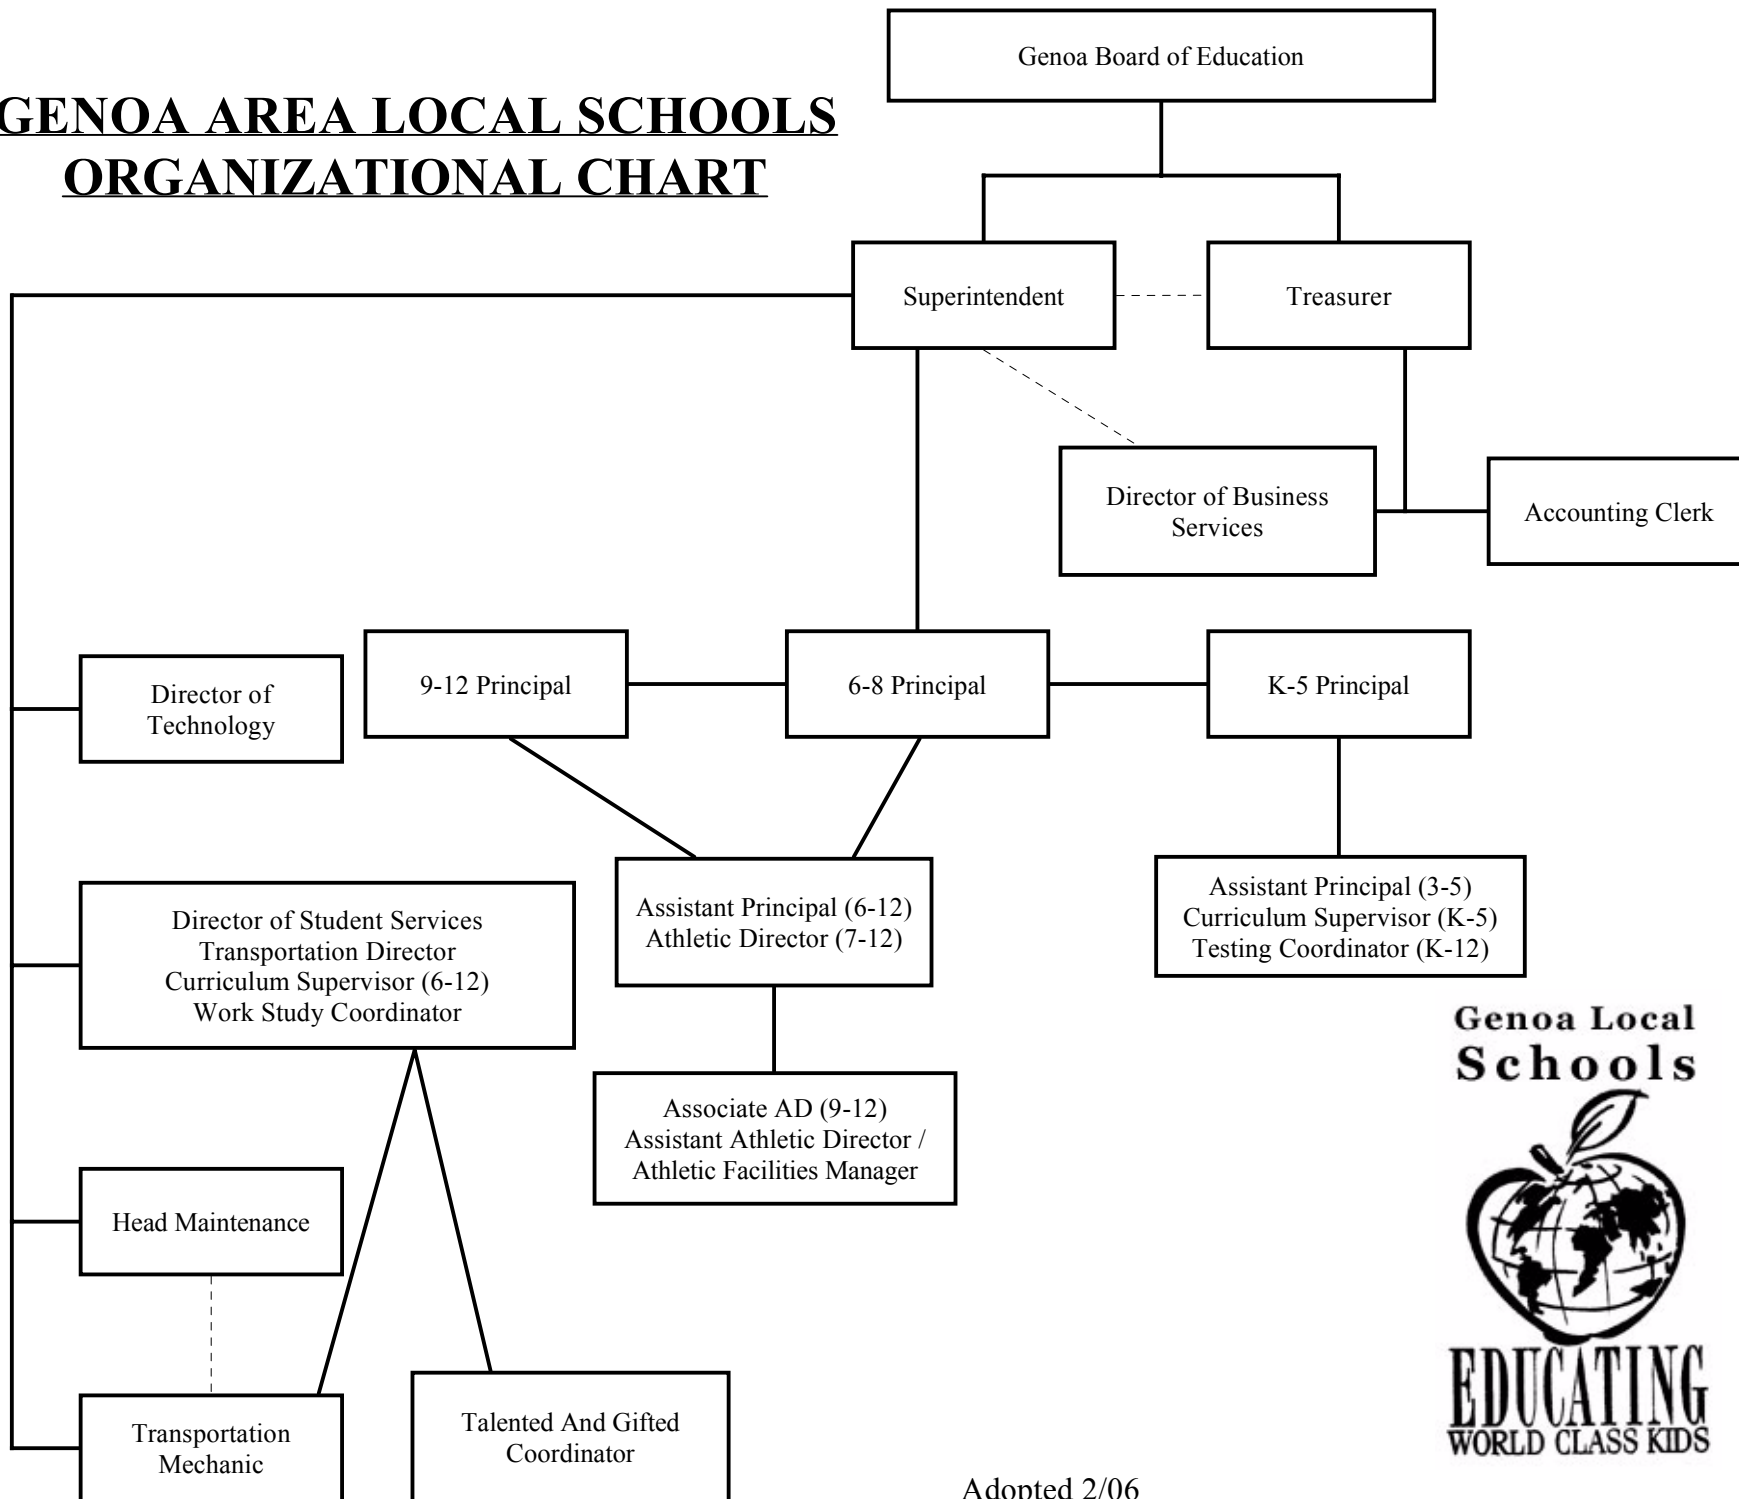 Genoa Board of Education
GENOA AREA LOCAL SCHOOLS
ORGANIZATIONAL CHART
Superintendent
Treasurer
Director of Business
Services
Accounting Clerk
Director of
Technology
9-12 Principal
6-8 Principal
K-5 Principal
Director of Student Services
Transportation Director
Curriculum Supervisor (6-12)
Work Study Coordinator
Assistant Principal (6-12)
Athletic Director (7-12)
Assistant Principal (3-5)
Curriculum Supervisor (K-5)
Testing Coordinator (K-12)
Associate AD (9-12)
Assistant Athletic Director /
Athletic Facilities Manager
Head Maintenance
Transportation
Mechanic
Talented And Gifted
Coordinator
Genoa Local
Schools
EDUCATING
WORLD CLASS KIDS
Adopted 2/06